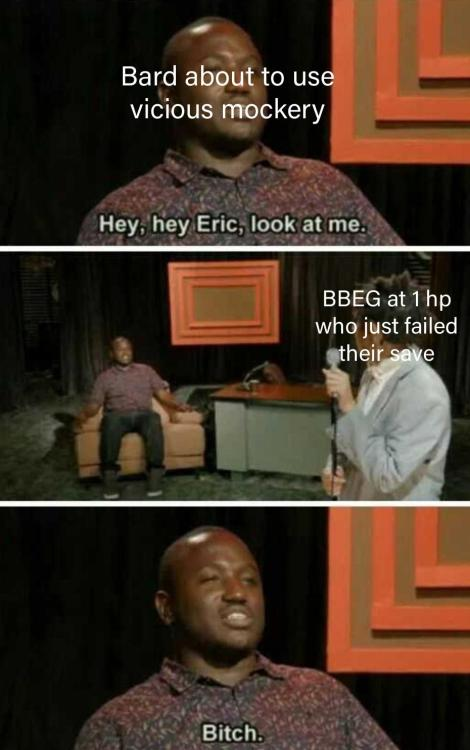 Bard about to use
vicious mockery
Hey, hey Eric, look at me.
BBEG at 1 hp
who just failed
their save
Bitch.